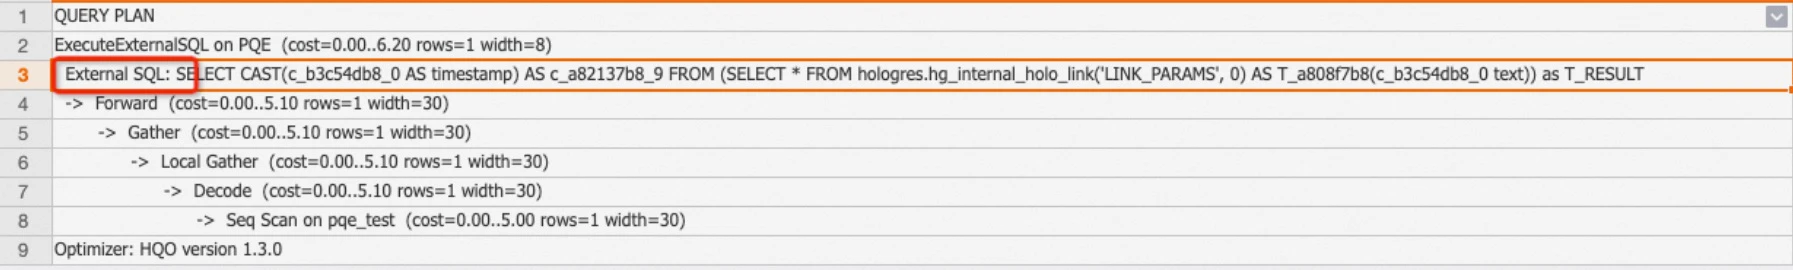 1 QUERY PLAN
2 ExecuteExternalSQL on PQE (cost=0.00..6.20 rows=1 width=8)
3 External SQL: SELECT CAST(c_b3c54db8_0 AS timestamp) AS c_a82137b8_9 FROM (SELECT * FROM hologres.hg_internal_holo_link('LINK_PARAMS', 0) AS T_a808f7b8(c_b3c54db8_0 text)) as T_RESULT
4 -> Forward (cost=0.00..5.10 rows=1 width=30)
5 -> Gather (cost=0.00..5.10 rows=1 width=30)
6 -> Local Gather (cost=0.00..5.10 rows=1 width=30)
7 -> Decode (cost=0.00..5.10 rows=1 width=30)
8 -> Seq Scan on pqe_test (cost=0.00..5.00 rows=1 width=30)
9 Optimizer: HQO version 1.3.0